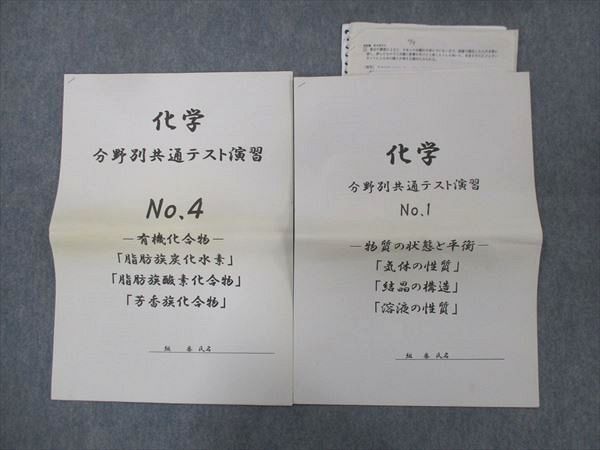 化学
分野別共通テスト演習
No.4
―有機化合物―
「脂肪族炭化水素」
「脂肪族酸素化合物」
「芳香族化合物」
組 番 氏名
化学
分野別共通テスト演習
No.1
―物質の状態と平衡―
「気体の性質」
「結晶の構造」
「溶液の性質」
組 番 氏名